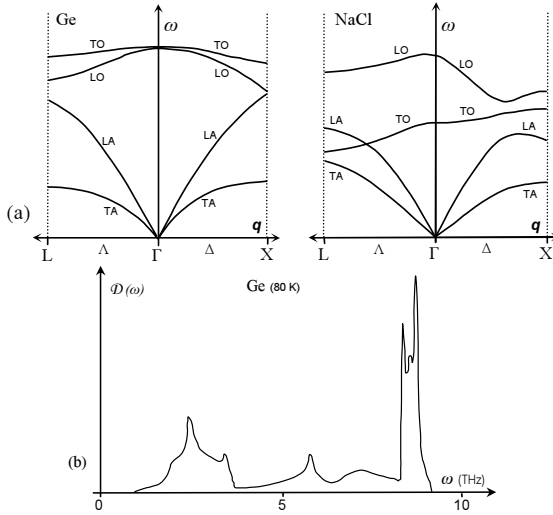 Ge
ω
NaCl
ω
TO TO
LO LO
LA LA
TA TA
LO LO
TO TO
LA LA
TA TA
(a)
q
q
L Λ Γ Δ X
L Λ Γ Δ X
𝒟(ω)
Ge (80 K)
(b)
ω (THz)
0 5 10